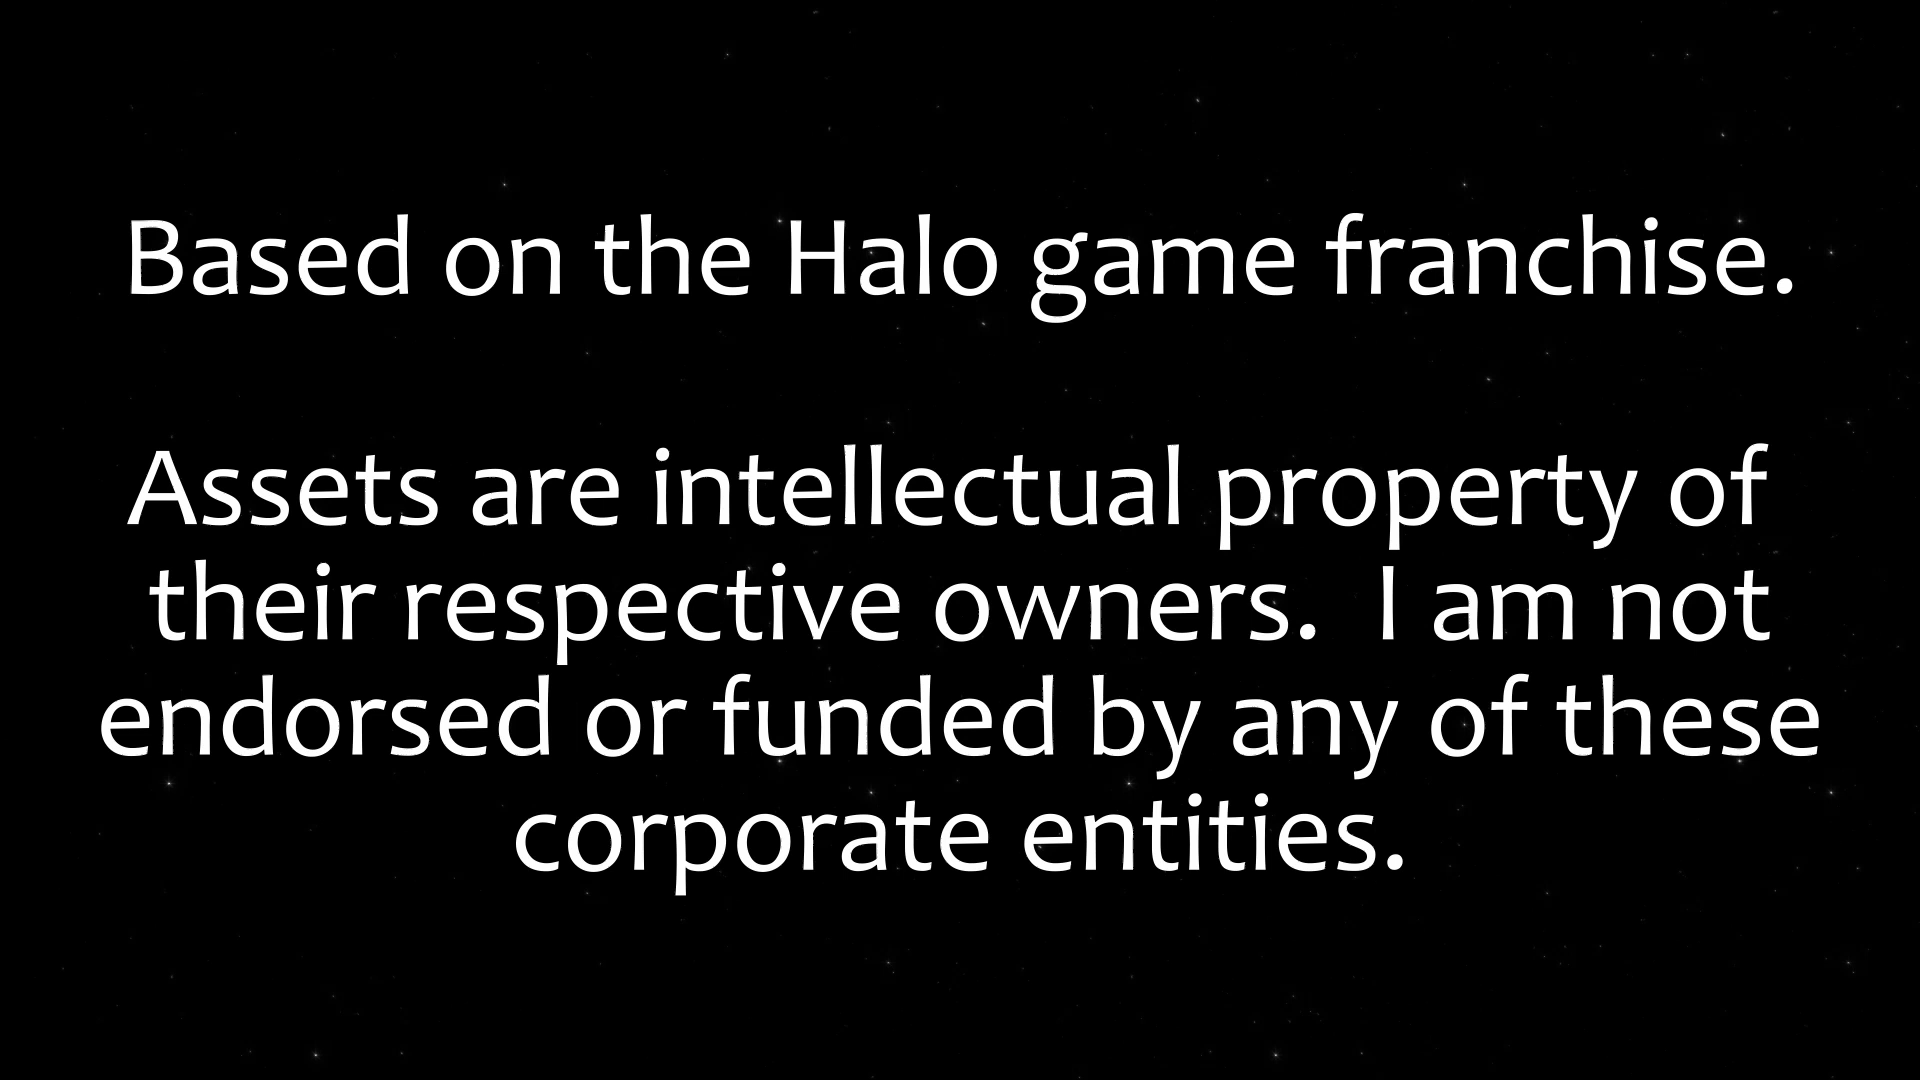 Based on the Halo game franchise.
Assets are intellectual property of
their respective owners.  I am not
endorsed or funded by any of these
corporate entities.